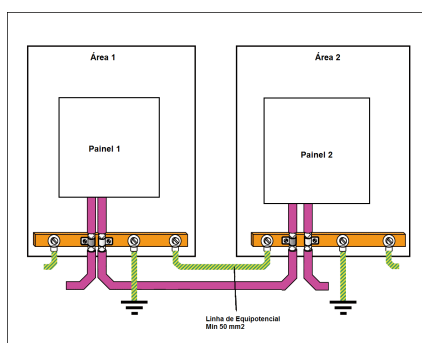 Área 1
Área 2
Painel 1
Painel 2
Linha de Equipotencial
Min 50 mm2